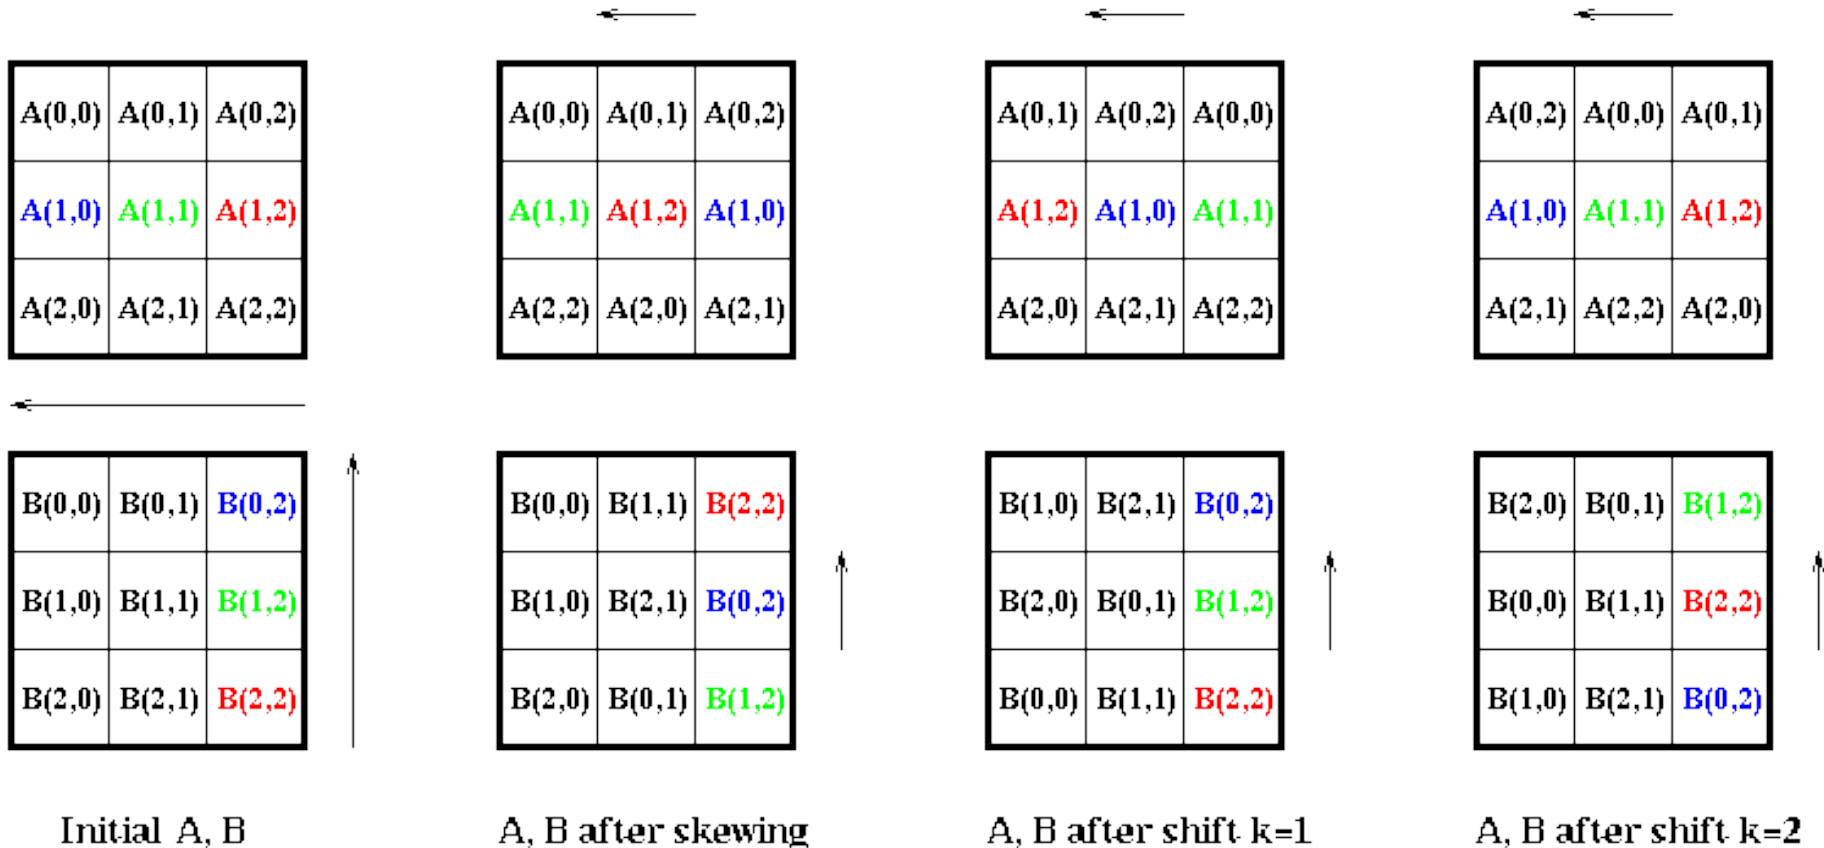 A(0,0) A(0,1) A(0,2) A(0,0) A(0,1) A(0,2) A(0,1) A(0,2) A(0,0) A(0,2) A(0,0) A(0,1)
A(1,0) A(1,1) A(1,2) A(1,1) A(1,2) A(1,0) A(1,2) A(1,0) A(1,1) A(1,0) A(1,1) A(1,2)
A(2,0) A(2,1) A(2,2) A(2,2) A(2,0) A(2,1) A(2,0) A(2,1) A(2,2) A(2,1) A(2,2) A(2,0)
B(0,0) B(0,1) B(0,2) B(0,0) B(1,1) B(2,2) B(1,0) B(2,1) B(0,2) B(2,0) B(0,1) B(1,2)
B(1,0) B(1,1) B(1,2) B(1,0) B(2,1) B(0,2) B(2,0) B(0,1) B(1,2) B(0,0) B(1,1) B(2,2)
B(2,0) B(2,1) B(2,2) B(2,0) B(0,1) B(1,2) B(0,0) B(1,1) B(2,2) B(1,0) B(2,1) B(0,2)
Initial A, B A, B after skewing A, B after shift k=1 A, B after shift k=2